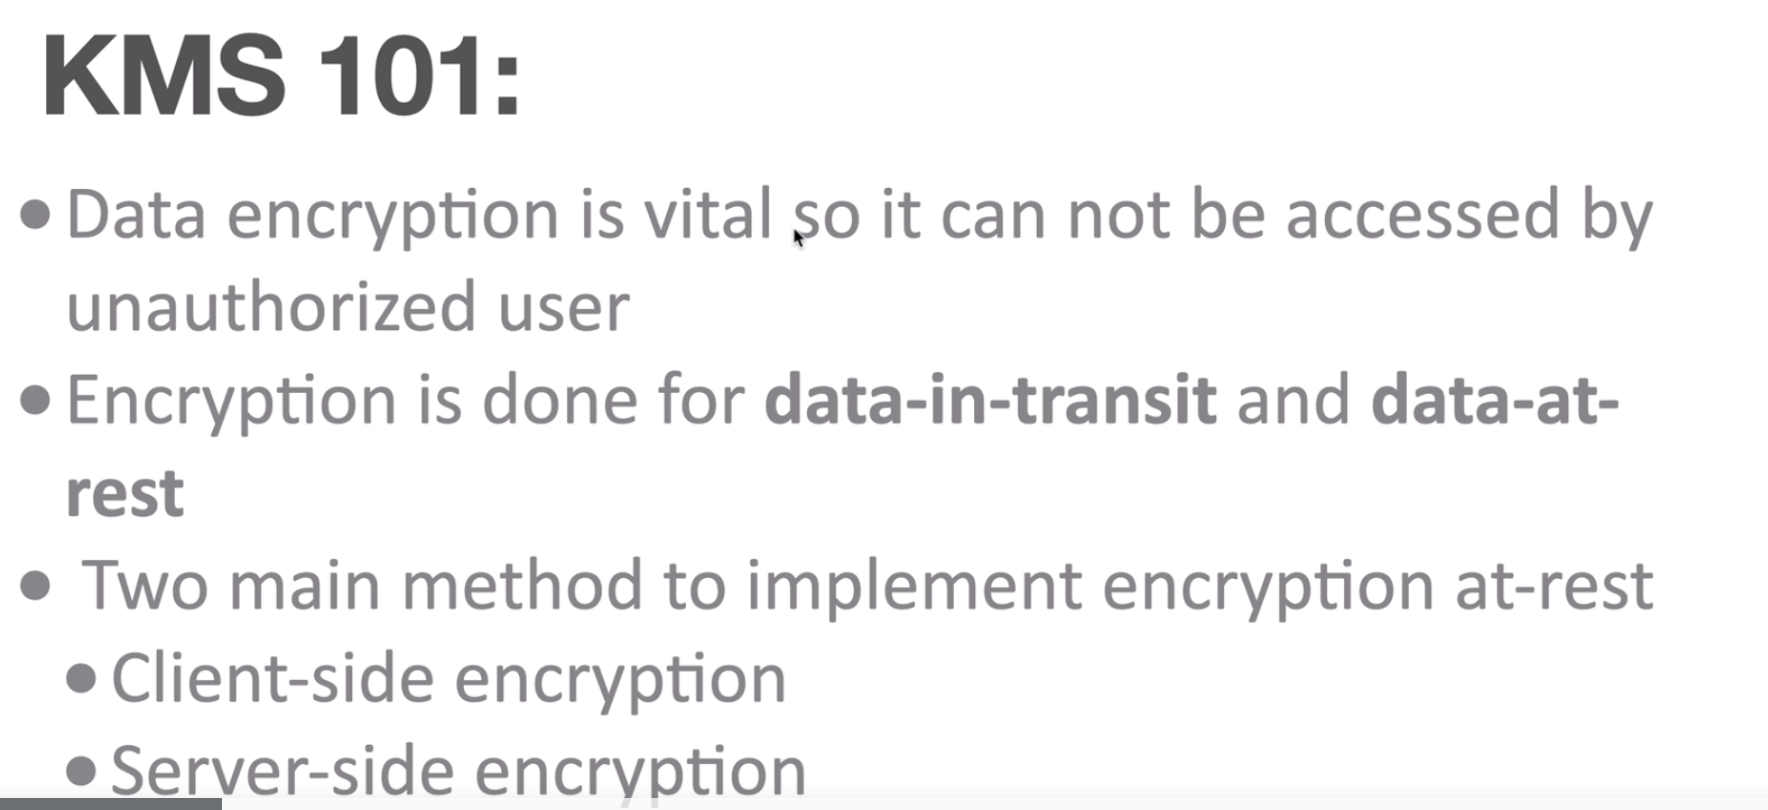 KMS 101:
• Data encryption is vital so it can not be accessed by
unauthorized user
• Encryption is done for data-in-transit and data-at-
rest
• Two main method to implement encryption at-rest
• Client-side encryption
• Server-side encryption